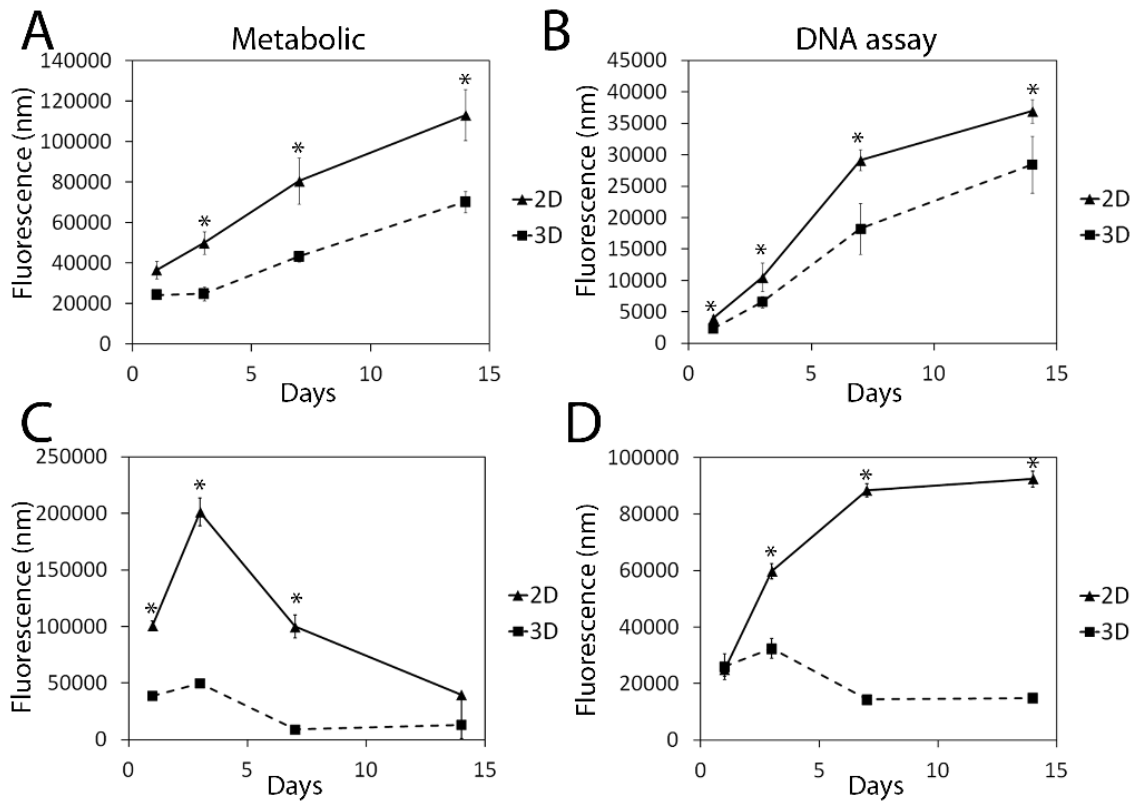 A
Metabolic
140000
120000
100000
80000
60000
40000
20000
0
Fluorescence (nm)
0 5 10 15
Days
* * *
2D
3D
B
DNA assay
45000
40000
35000
30000
25000
20000
15000
10000
5000
0
Fluorescence (nm)
0 5 10 15
Days
* * * *
2D
3D
C
250000
200000
150000
100000
50000
0
Fluorescence (nm)
0 5 10 15
Days
* * *
2D
3D
D
100000
80000
60000
40000
20000
0
Fluorescence (nm)
0 5 10 15
Days
* * *
2D
3D